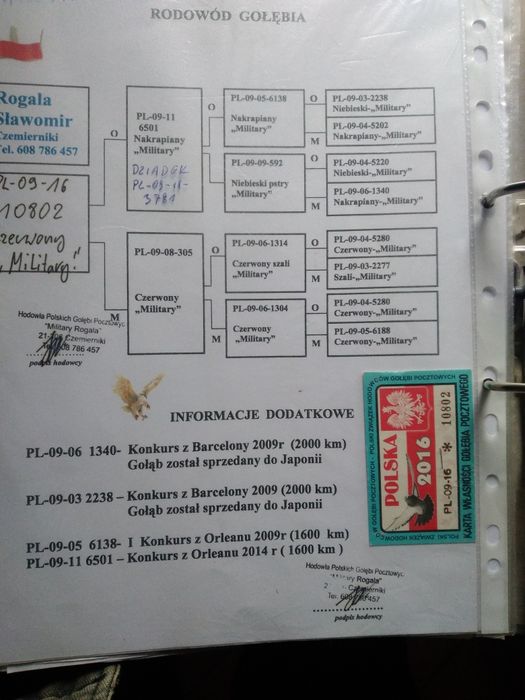 RODOWÓD GOŁĘBIA
Rogala
Sławomir
Czemierniki
Tel. 608 786 457
PL-09-16
10802
czerwony
„Military"
O
M
PL-09-11
6501
Nakrapiany
„Military"
DZIADEK
PL-09-11-
3781
PL-09-08-305
Czerwony
„Military"
O
M
O
M
PL-09-05-6138
Nakrapiany
„Military"
PL-09-09-592
Niebieski pstry
„Military"
PL-09-06-1314
Czerwony szali
„Military"
PL-09-06-1304
Czerwony
„Military"
O
M
O
M
O
M
O
M
PL-09-03-2238
Niebieski-„Military"
PL-09-04-5202
Nakrapiany-„Military"
PL-09-04-5220
Niebieski-„Military"
PL-09-06-1340
Nakrapiany-„Military"
PL-09-04-5280
Czerwony-„Military"
PL-09-03-2277
Szali-„Military"
PL-09-04-5280
Czerwony-„Military"
PL-09-05-6188
Czerwony-„Military"
Hodowla Polskich Gołębi Pocztowyc
"Military Rogala"
Czemierniki
608 786 457
podpis hodowcy
INFORMACJE DODATKOWE
PL-09-06 1340- Konkurs z Barcelony 2009r (2000 km)
Gołąb został sprzedany do Japonii
PL-09-03 2238 – Konkurs z Barcelony 2009 (2000 km)
Gołąb został sprzedany do Japonii
PL-09-05 6138- I Konkurs z Orleanu 2009r (1600 km)
PL-09-11 6501 – Konkurs z Orleanu 2014 r ( 1600 km )
POLSKA
2016
PL-09-16 * 10802
KARTA WŁASNOŚCI GOŁĘBIA POCZTOWEGO
POLSKI ZWIĄZEK HODOWCÓW GOŁĘBI POCZTOWYCH
Hodowla Polskich Gołębi Pocztowyc
"Military Rogala"
Czemierniki
podpis hodowcy